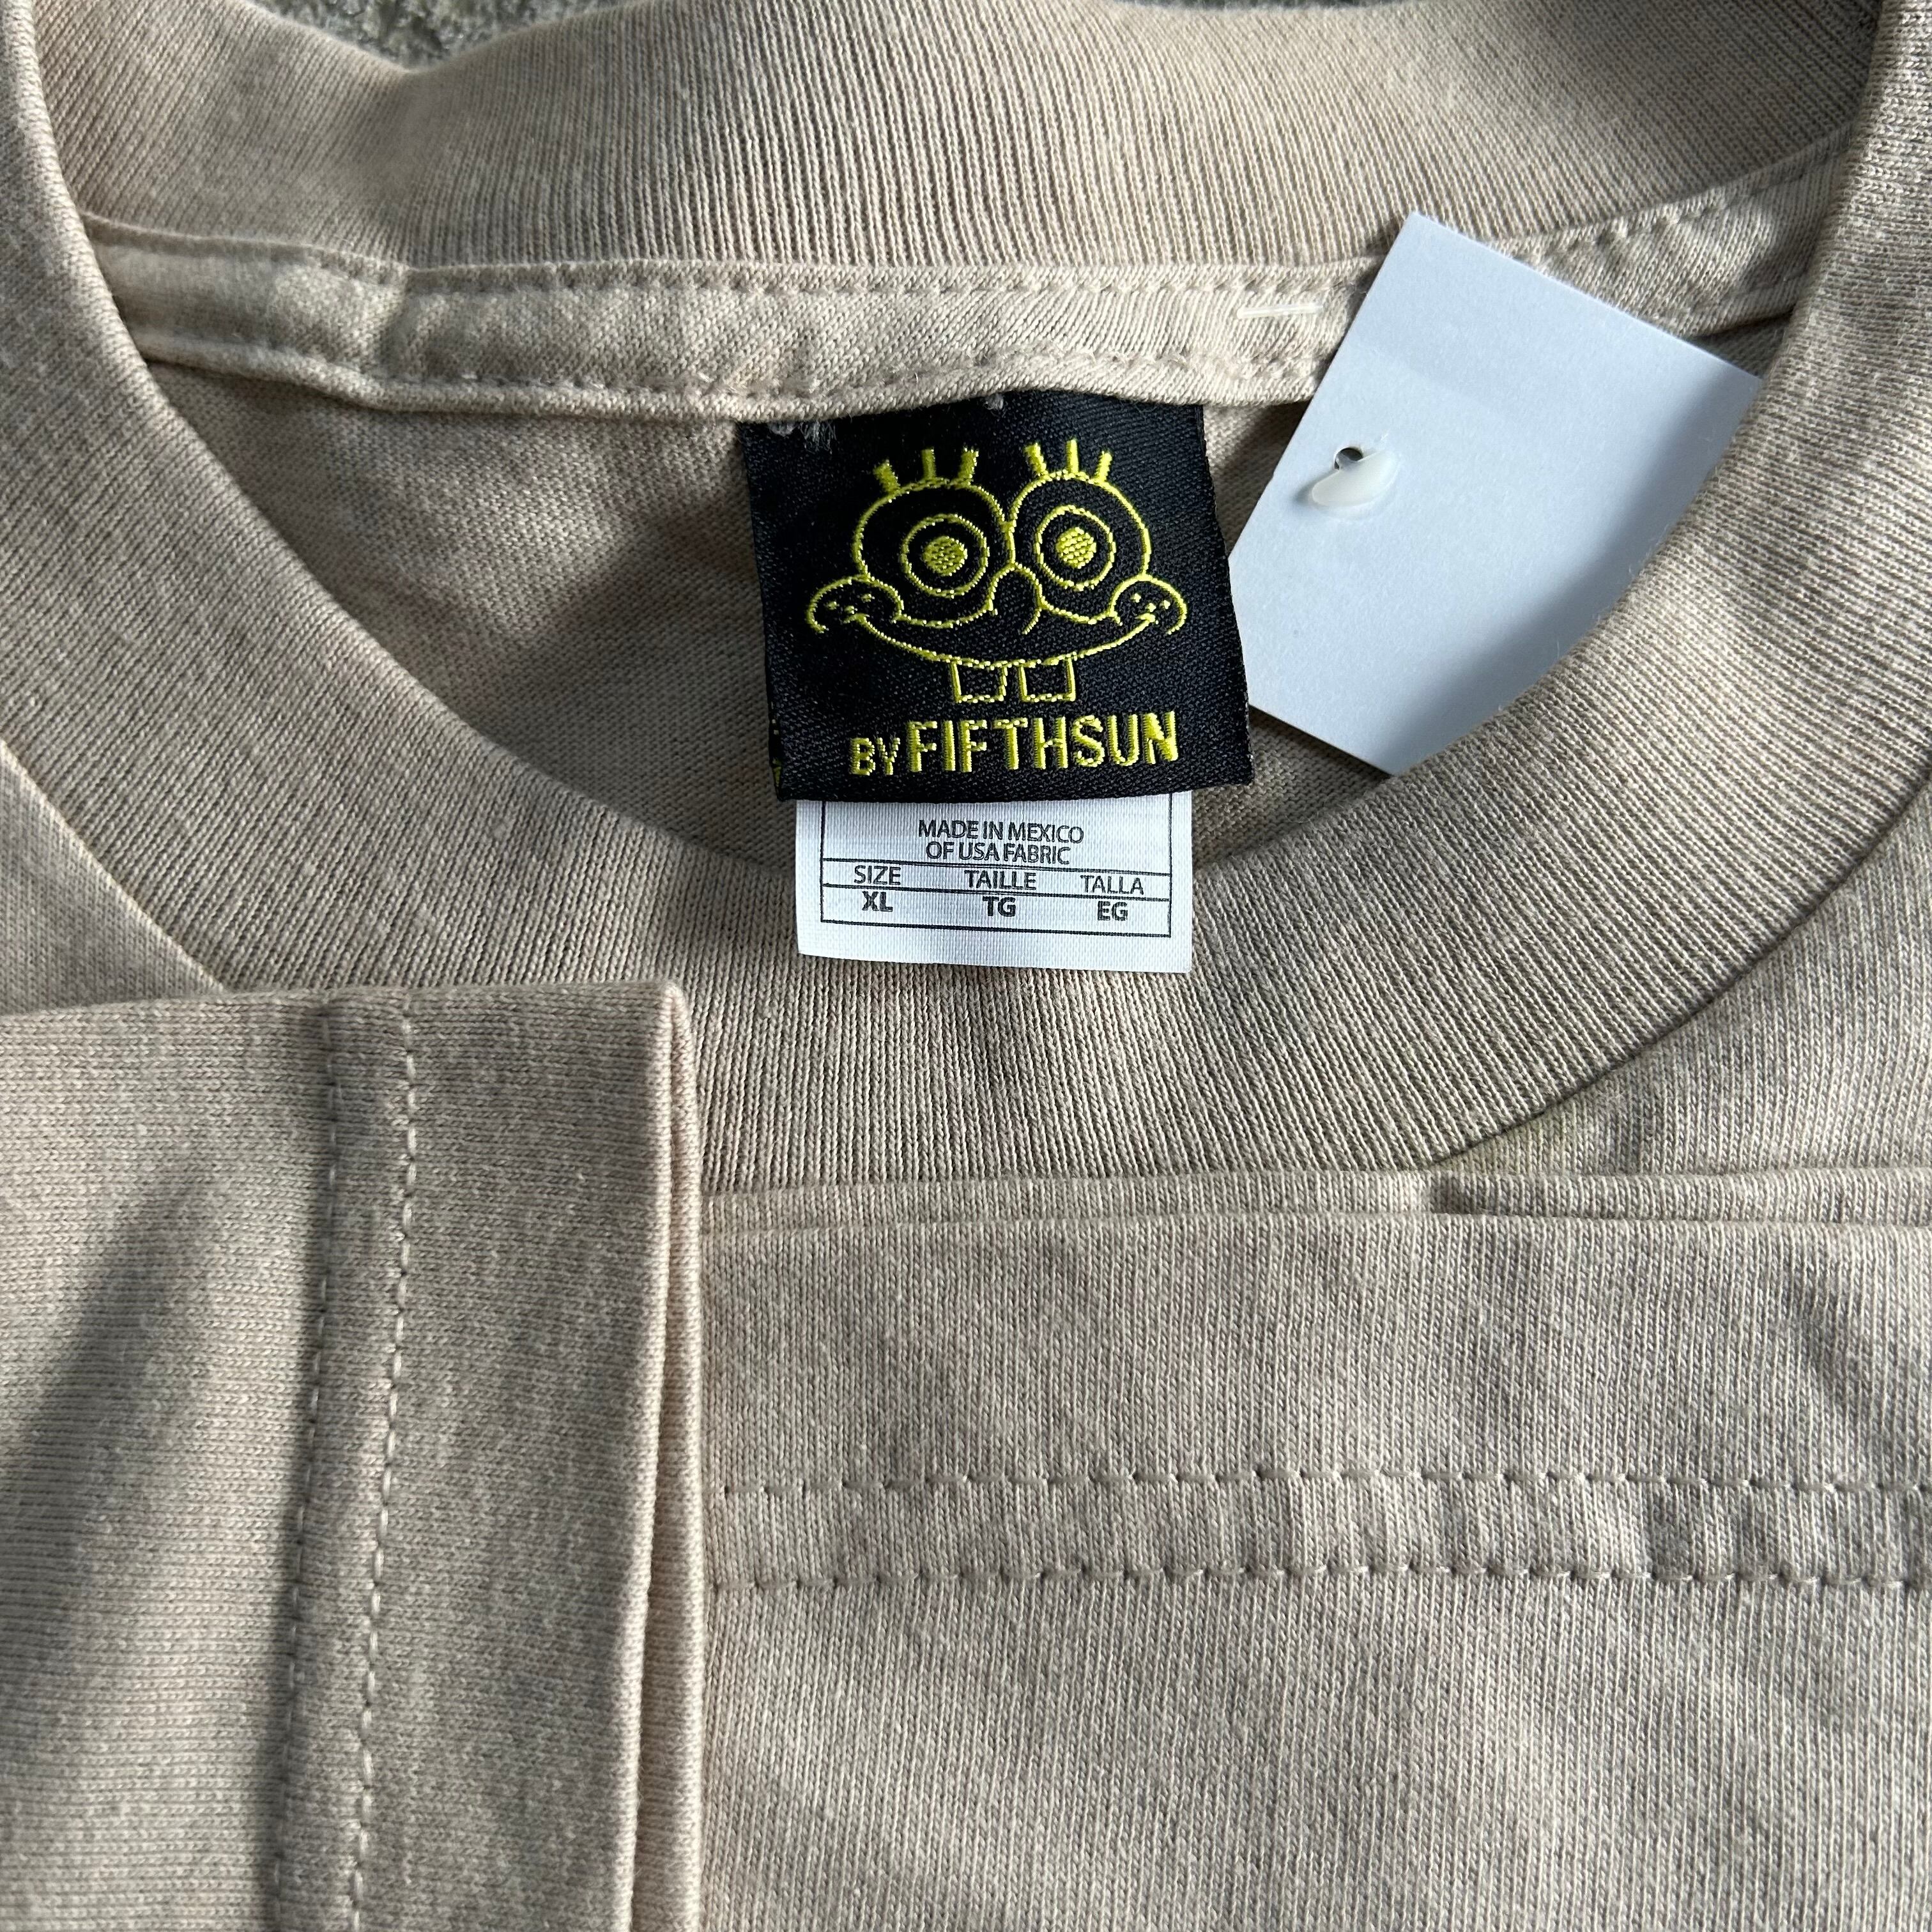 BY FIFTHSUN
MADE IN MEXICO
OF USA FABRIC
SIZE TAILLE TALLA
XL TG EG